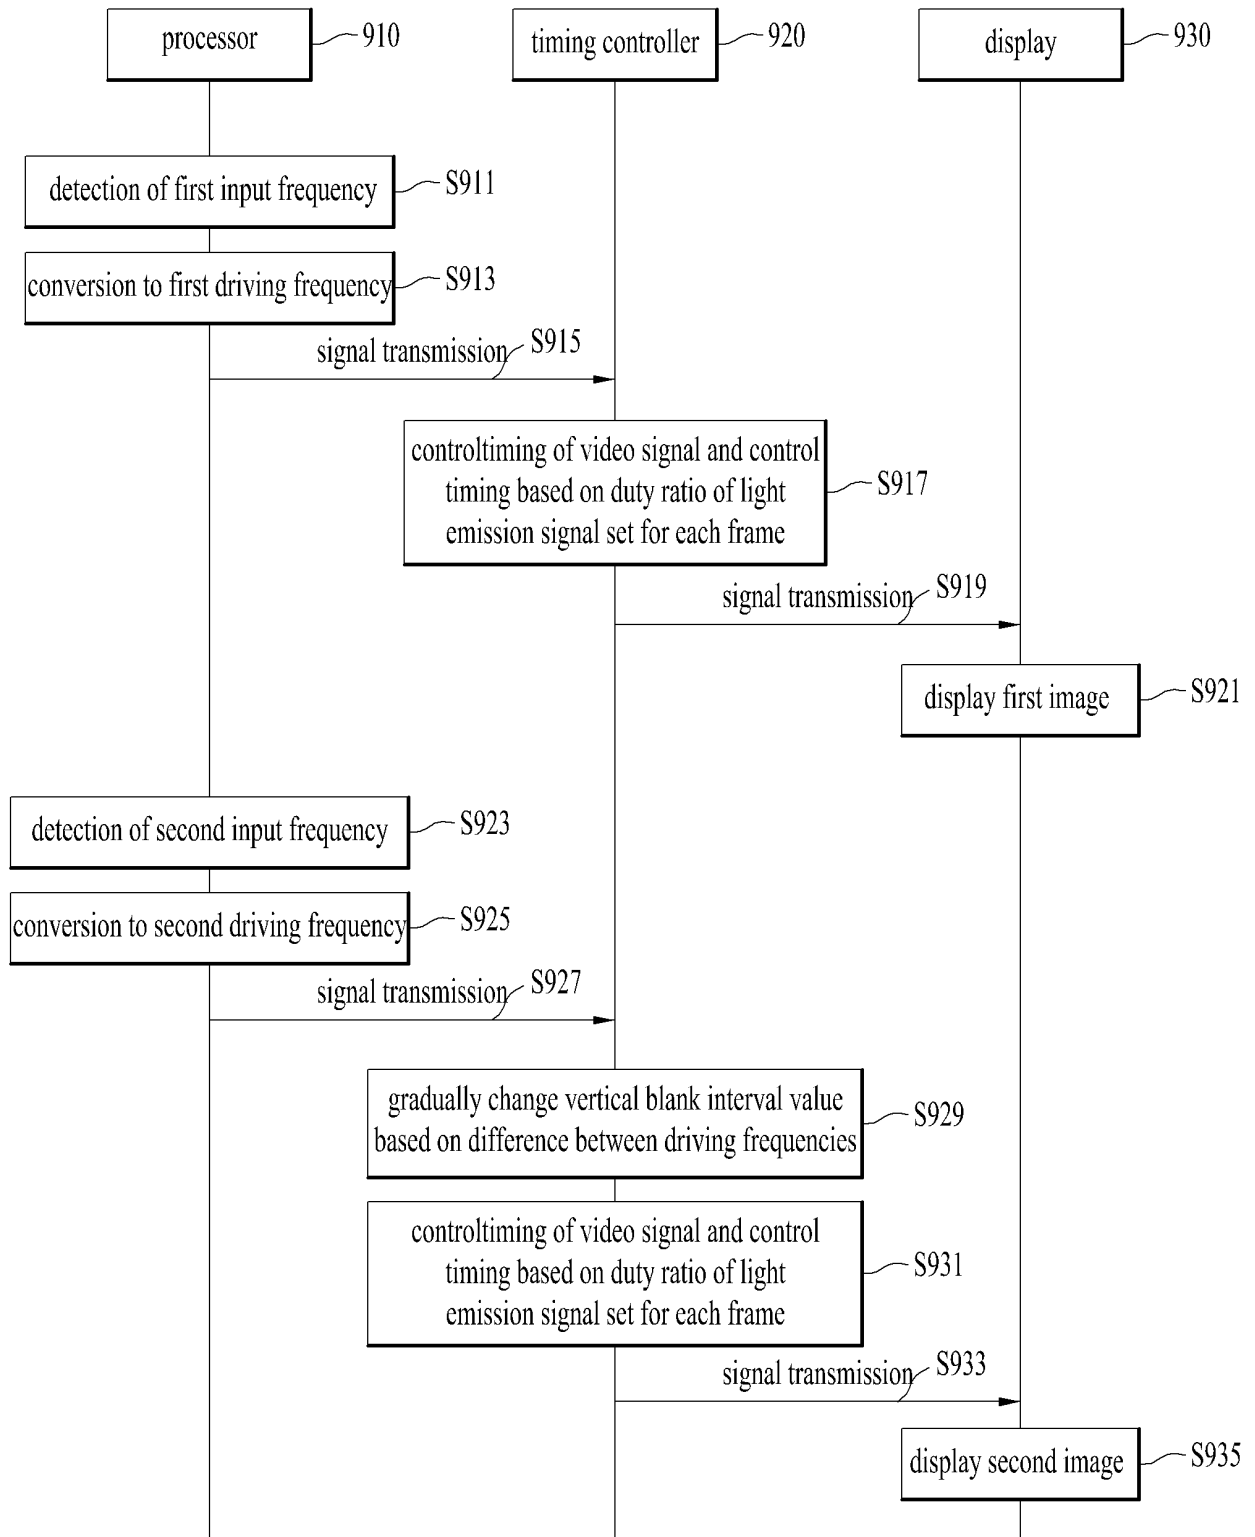 processor
910
timing controller
920
display
930
detection of first input frequency
S911
conversion to first driving frequency
S913
signal transmission
S915
controltiming of video signal and control
timing based on duty ratio of light
emission signal set for each frame
S917
signal transmission
S919
display first image
S921
detection of second input frequency
S923
conversion to second driving frequency
S925
signal transmission
S927
gradually change vertical blank interval value
based on difference between driving frequencies
S929
controltiming of video signal and control
timing based on duty ratio of light
emission signal set for each frame
S931
signal transmission
S933
display second image
S935